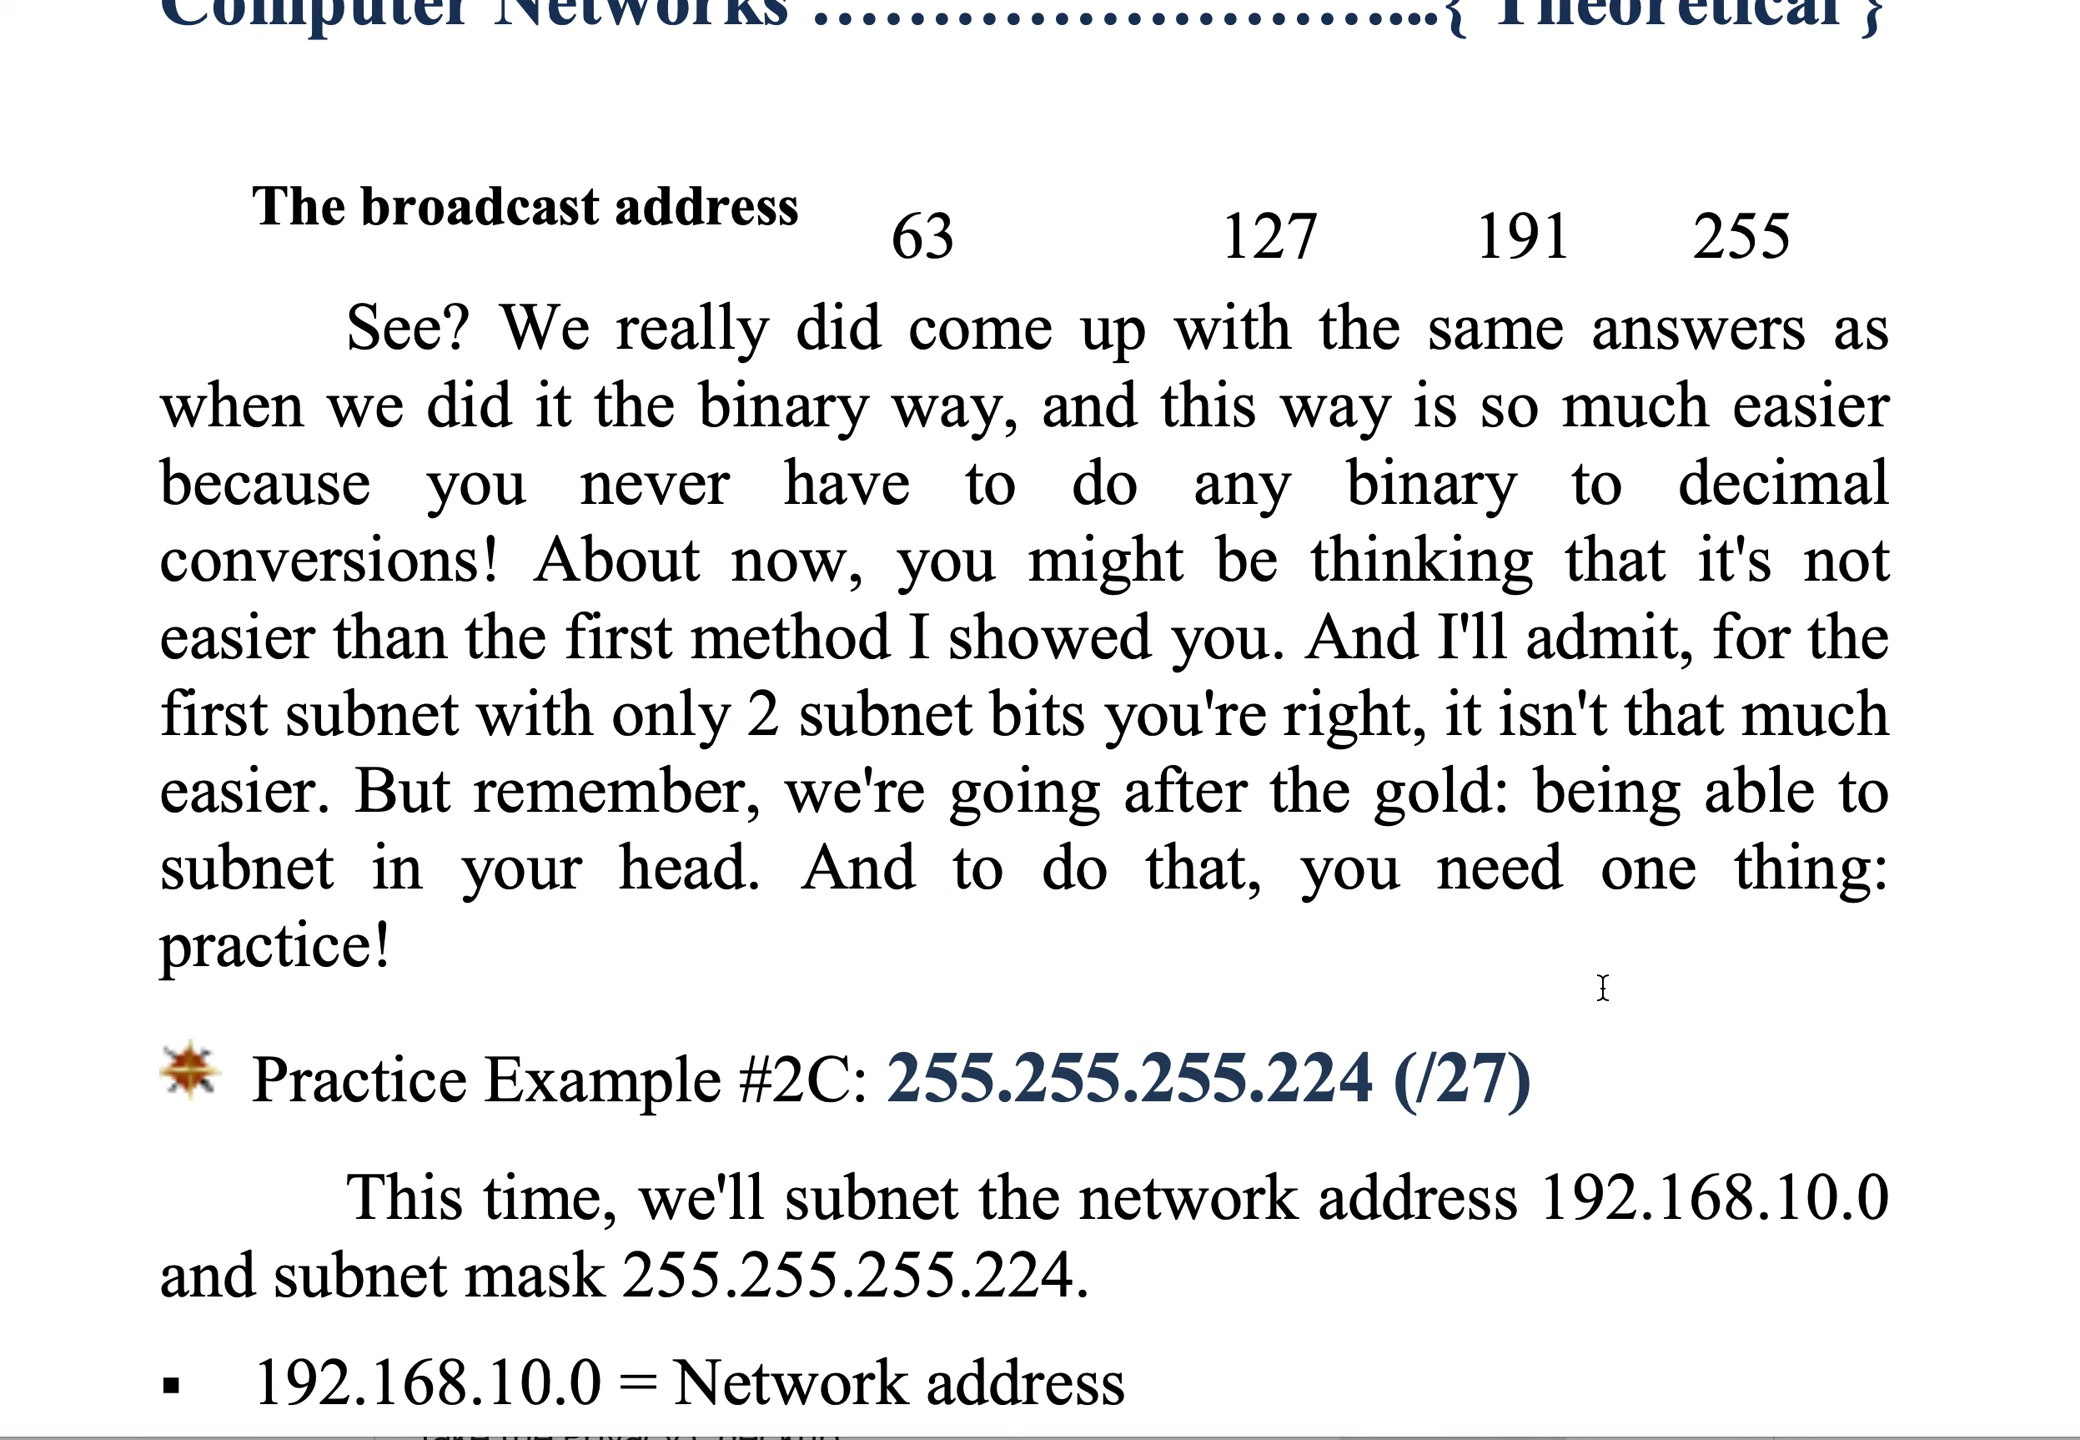 Computer Networks ...........................{ Theoretical }
The broadcast address 63 127 191 255
See? We really did come up with the same answers as
when we did it the binary way, and this way is so much easier
because you never have to do any binary to decimal
conversions! About now, you might be thinking that it's not
easier than the first method I showed you. And I'll admit, for the
first subnet with only 2 subnet bits you're right, it isn't that much
easier. But remember, we're going after the gold: being able to
subnet in your head. And to do that, you need one thing:
practice!
Practice Example #2C: 255.255.255.224 (/27)
This time, we'll subnet the network address 192.168.10.0
and subnet mask 255.255.255.224.
▪ 192.168.10.0 = Network address